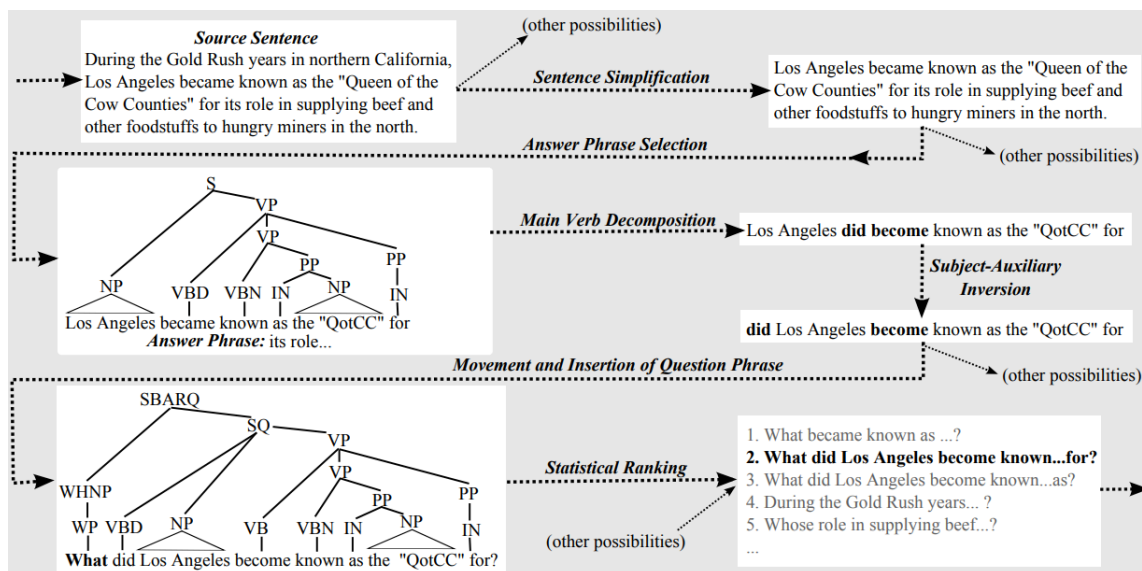 (other possibilities)
Source Sentence
During the Gold Rush years in northern California,
Los Angeles became known as the "Queen of the
Cow Counties" for its role in supplying beef and
other foodstuffs to hungry miners in the north.
Sentence Simplification
Los Angeles became known as the "Queen of the
Cow Counties" for its role in supplying beef and
other foodstuffs to hungry miners in the north.
Answer Phrase Selection
(other possibilities)
S
VP
VP
PP
PP
NP
VBD
VBN
IN
NP
IN
Los Angeles became known as the "QotCC" for
Answer Phrase: its role...
Main Verb Decomposition
Los Angeles did become known as the "QotCC" for
Subject-Auxiliary
Inversion
did Los Angeles become known as the "QotCC" for
Movement and Insertion of Question Phrase
(other possibilities)
SBARQ
SQ
VP
VP
WHNP
PP
PP
WP
VBD
NP
VB
VBN
IN
NP
IN
What did Los Angeles become known as the "QotCC" for?
Statistical Ranking
(other possibilities)
1. What became known as ...?
2. What did Los Angeles become known...for?
3. What did Los Angeles become known...as?
4. During the Gold Rush years... ?
5. Whose role in supplying beef...?
...